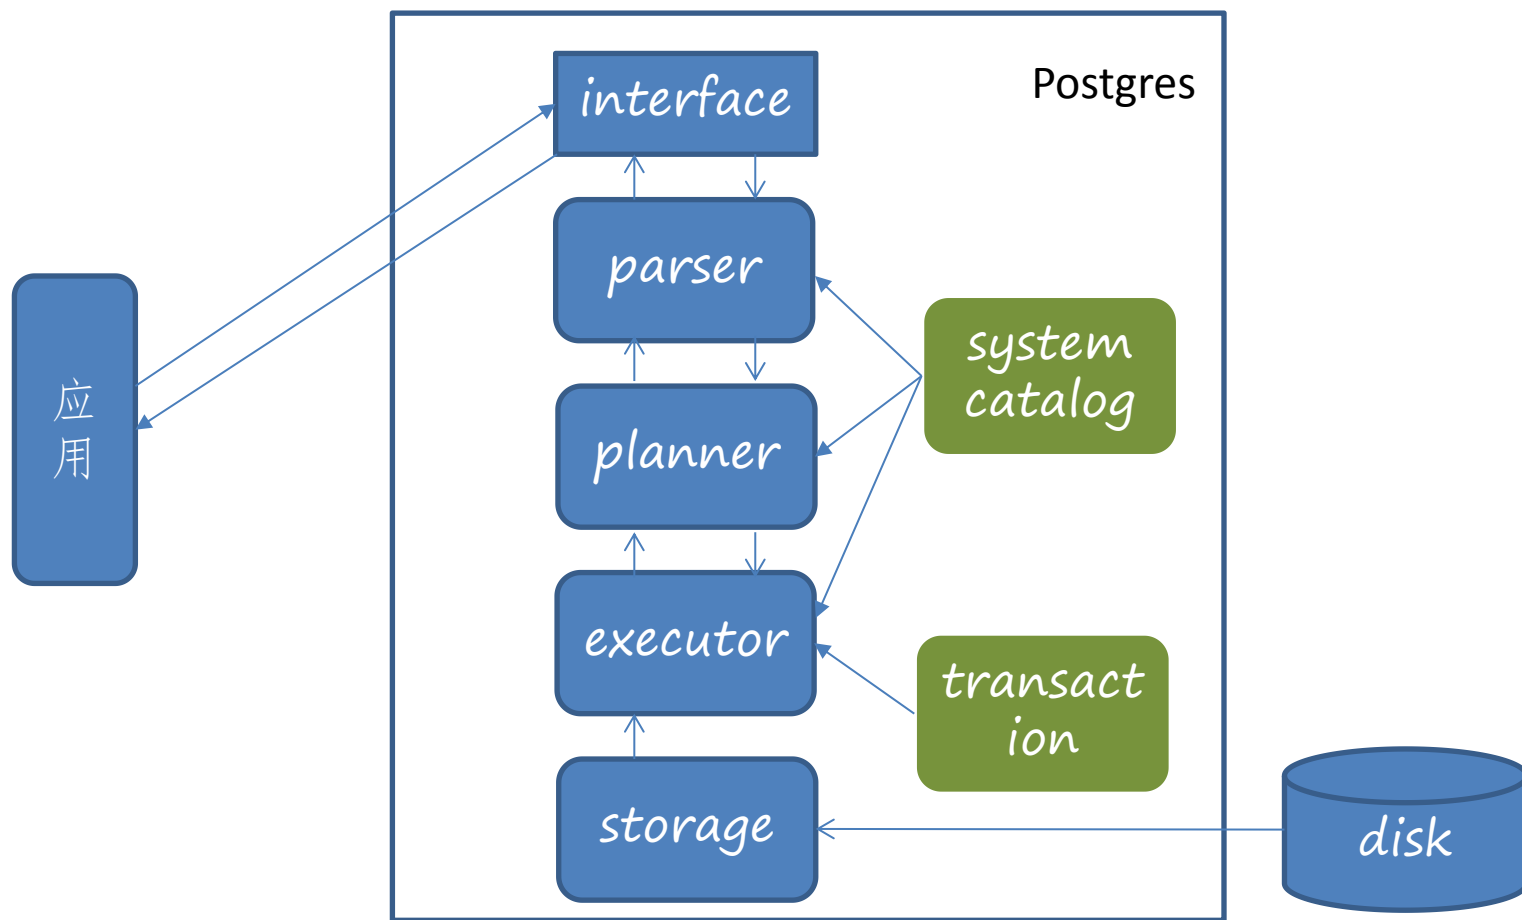 Postgres
interface
parser
system
catalog
应
用
planner
executor
transact
ion
storage
disk